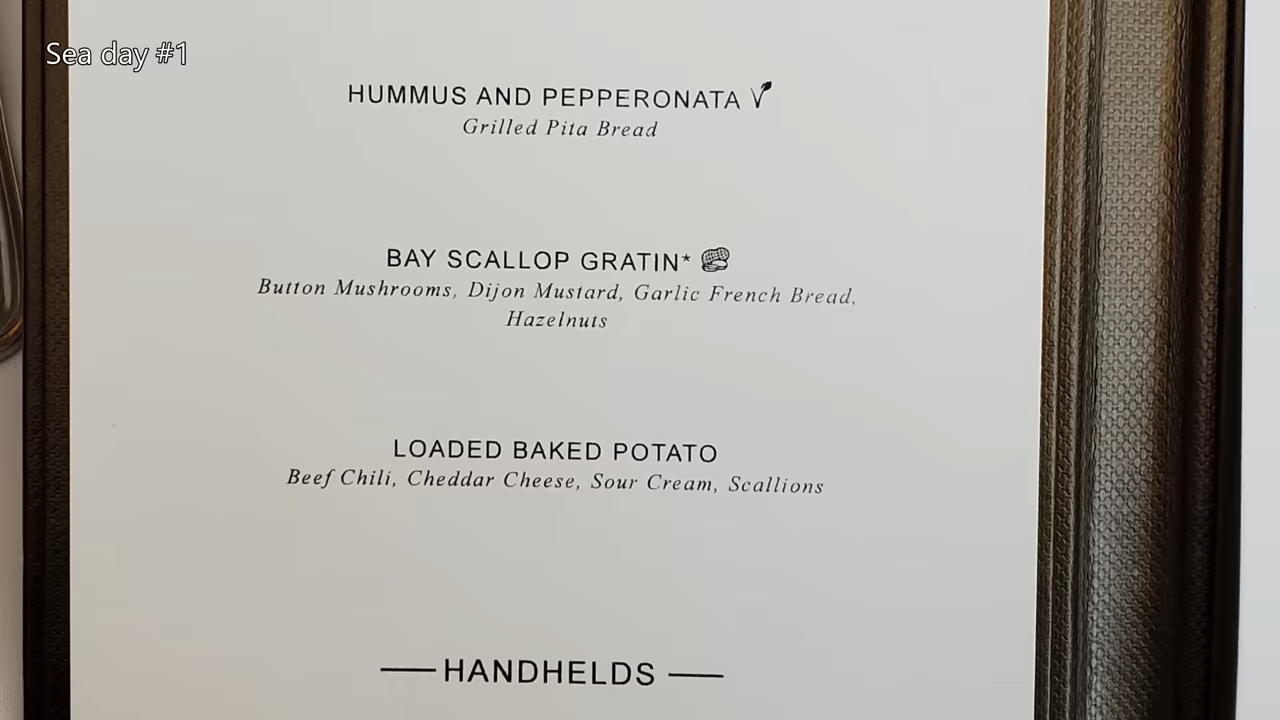 Sea day #1
HUMMUS AND PEPPERONATA
Grilled Pita Bread
BAY SCALLOP GRATIN*
Button Mushrooms, Dijon Mustard, Garlic French Bread,
Hazelnuts
LOADED BAKED POTATO
Beef Chili, Cheddar Cheese, Sour Cream, Scallions
HANDHELDS